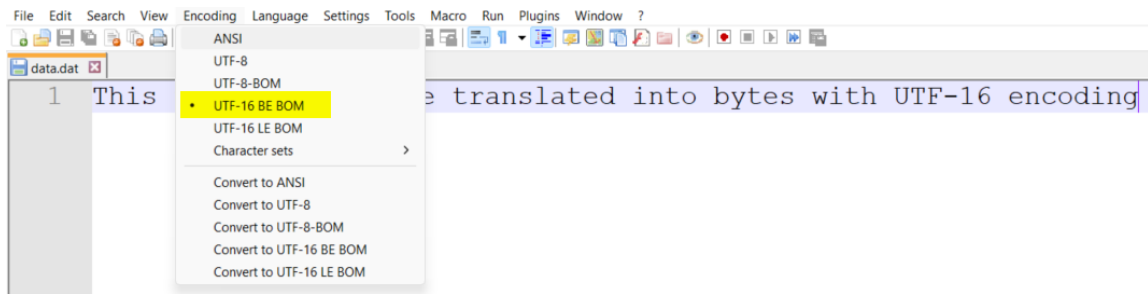 File Edit Search View Encoding Language Settings Tools Macro Run Plugins Window ?
data.dat
1 This e translated into bytes with UTF-16 encoding
ANSI
UTF-8
UTF-8-BOM
• UTF-16 BE BOM
UTF-16 LE BOM
Character sets >
Convert to ANSI
Convert to UTF-8
Convert to UTF-8-BOM
Convert to UTF-16 BE BOM
Convert to UTF-16 LE BOM